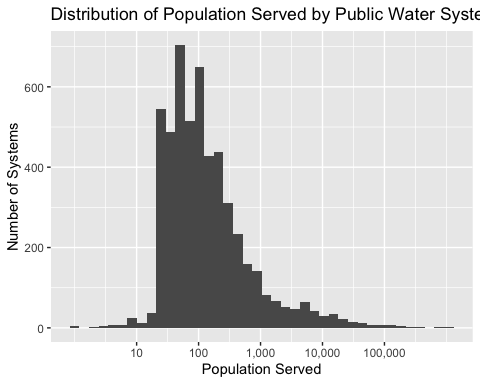 Distribution of Population Served by Public Water Syste
Number of Systems
600
400
200
0
10 100 1,000 10,000 100,000
Population Served